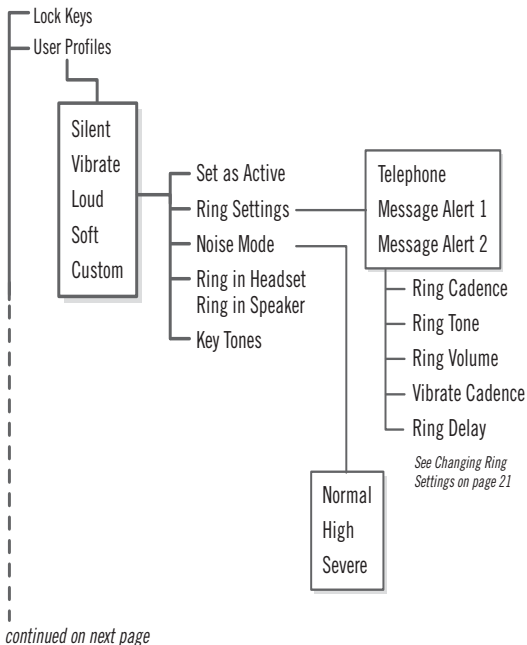 Lock Keys
User Profiles
Silent
Vibrate
Loud
Soft
Custom
Set as Active
Ring Settings
Noise Mode
Ring in Headset
Ring in Speaker
Key Tones
Telephone
Message Alert 1
Message Alert 2
Ring Cadence
Ring Tone
Ring Volume
Vibrate Cadence
Ring Delay
See Changing Ring
Settings on page 21
Normal
High
Severe
continued on next page